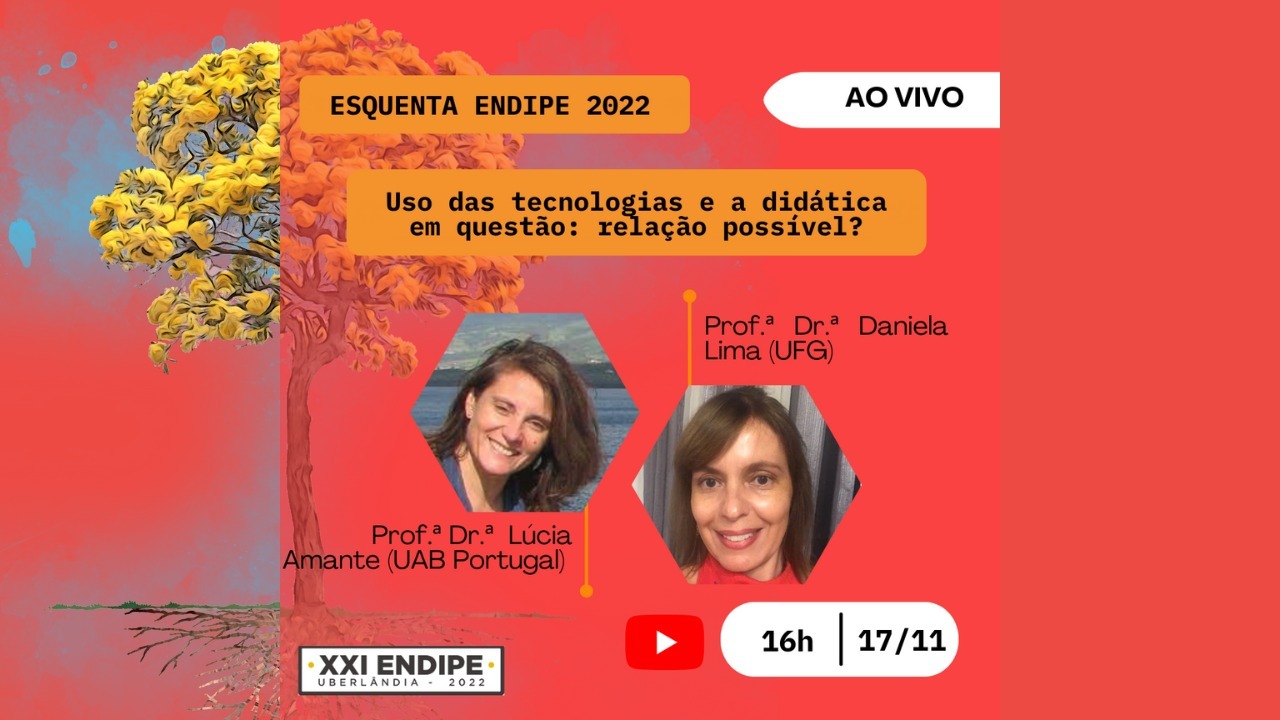 ESQUENTA ENDIPE 2022
AO VIVO
Uso das tecnologias e a didática
em questão: relação possível?
Prof.ª Dr.ª Daniela
Lima (UFG)
Prof.ª Dr.ª Lúcia
Amante (UAB Portugal)
16h | 17/11
XXI ENDIPE
UBERLÂNDIA - 2022